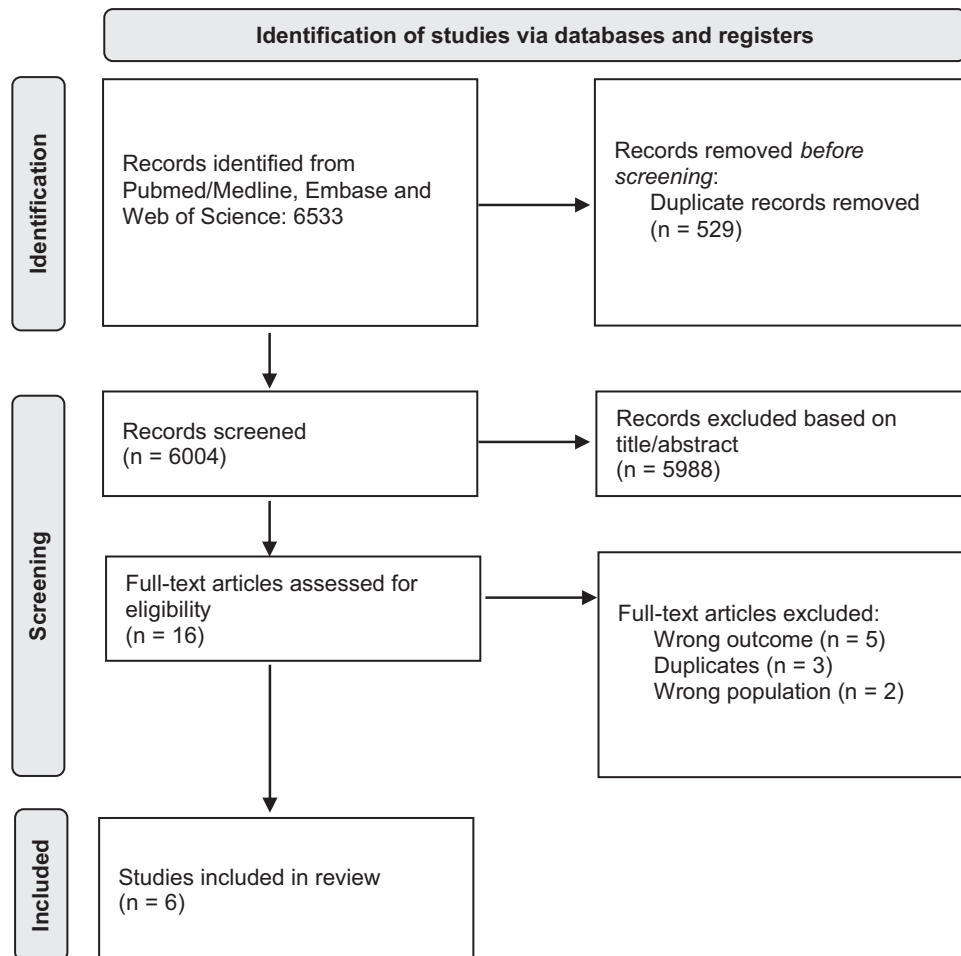 Identification of studies via databases and registers
Identification
Records identified from
Pubmed/Medline, Embase and
Web of Science: 6533
Records removed before
screening:
Duplicate records removed
(n = 529)
Screening
Records screened
(n = 6004)
Records excluded based on
title/abstract
(n = 5988)
Full-text articles assessed for
eligibility
(n = 16)
Full-text articles excluded:
Wrong outcome (n = 5)
Duplicates (n = 3)
Wrong population (n = 2)
Included
Studies included in review
(n = 6)